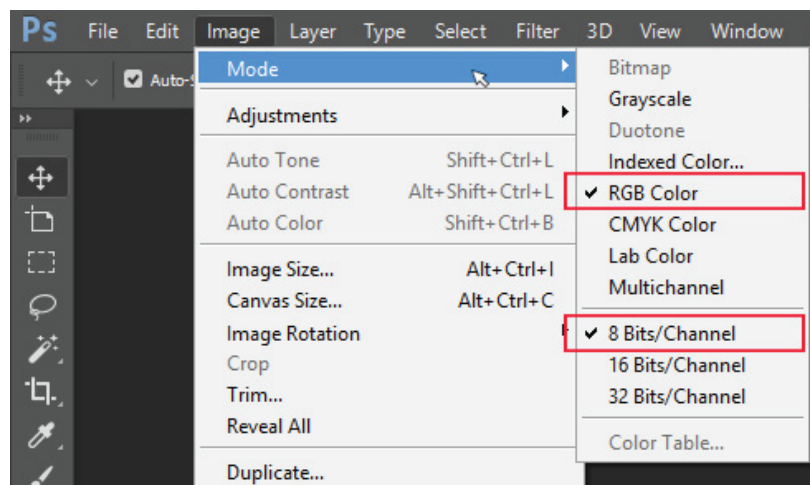 Ps File Edit Image Layer Type Select Filter 3D View Window
Auto-S
Mode
Adjustments
Auto Tone Shift+Ctrl+L
Auto Contrast Alt+Shift+Ctrl+L
Auto Color Shift+Ctrl+B
Image Size... Alt+Ctrl+I
Canvas Size... Alt+Ctrl+C
Image Rotation
Crop
Trim...
Reveal All
Duplicate...
Bitmap
Grayscale
Duotone
Indexed Color...
RGB Color
CMYK Color
Lab Color
Multichannel
8 Bits/Channel
16 Bits/Channel
32 Bits/Channel
Color Table...